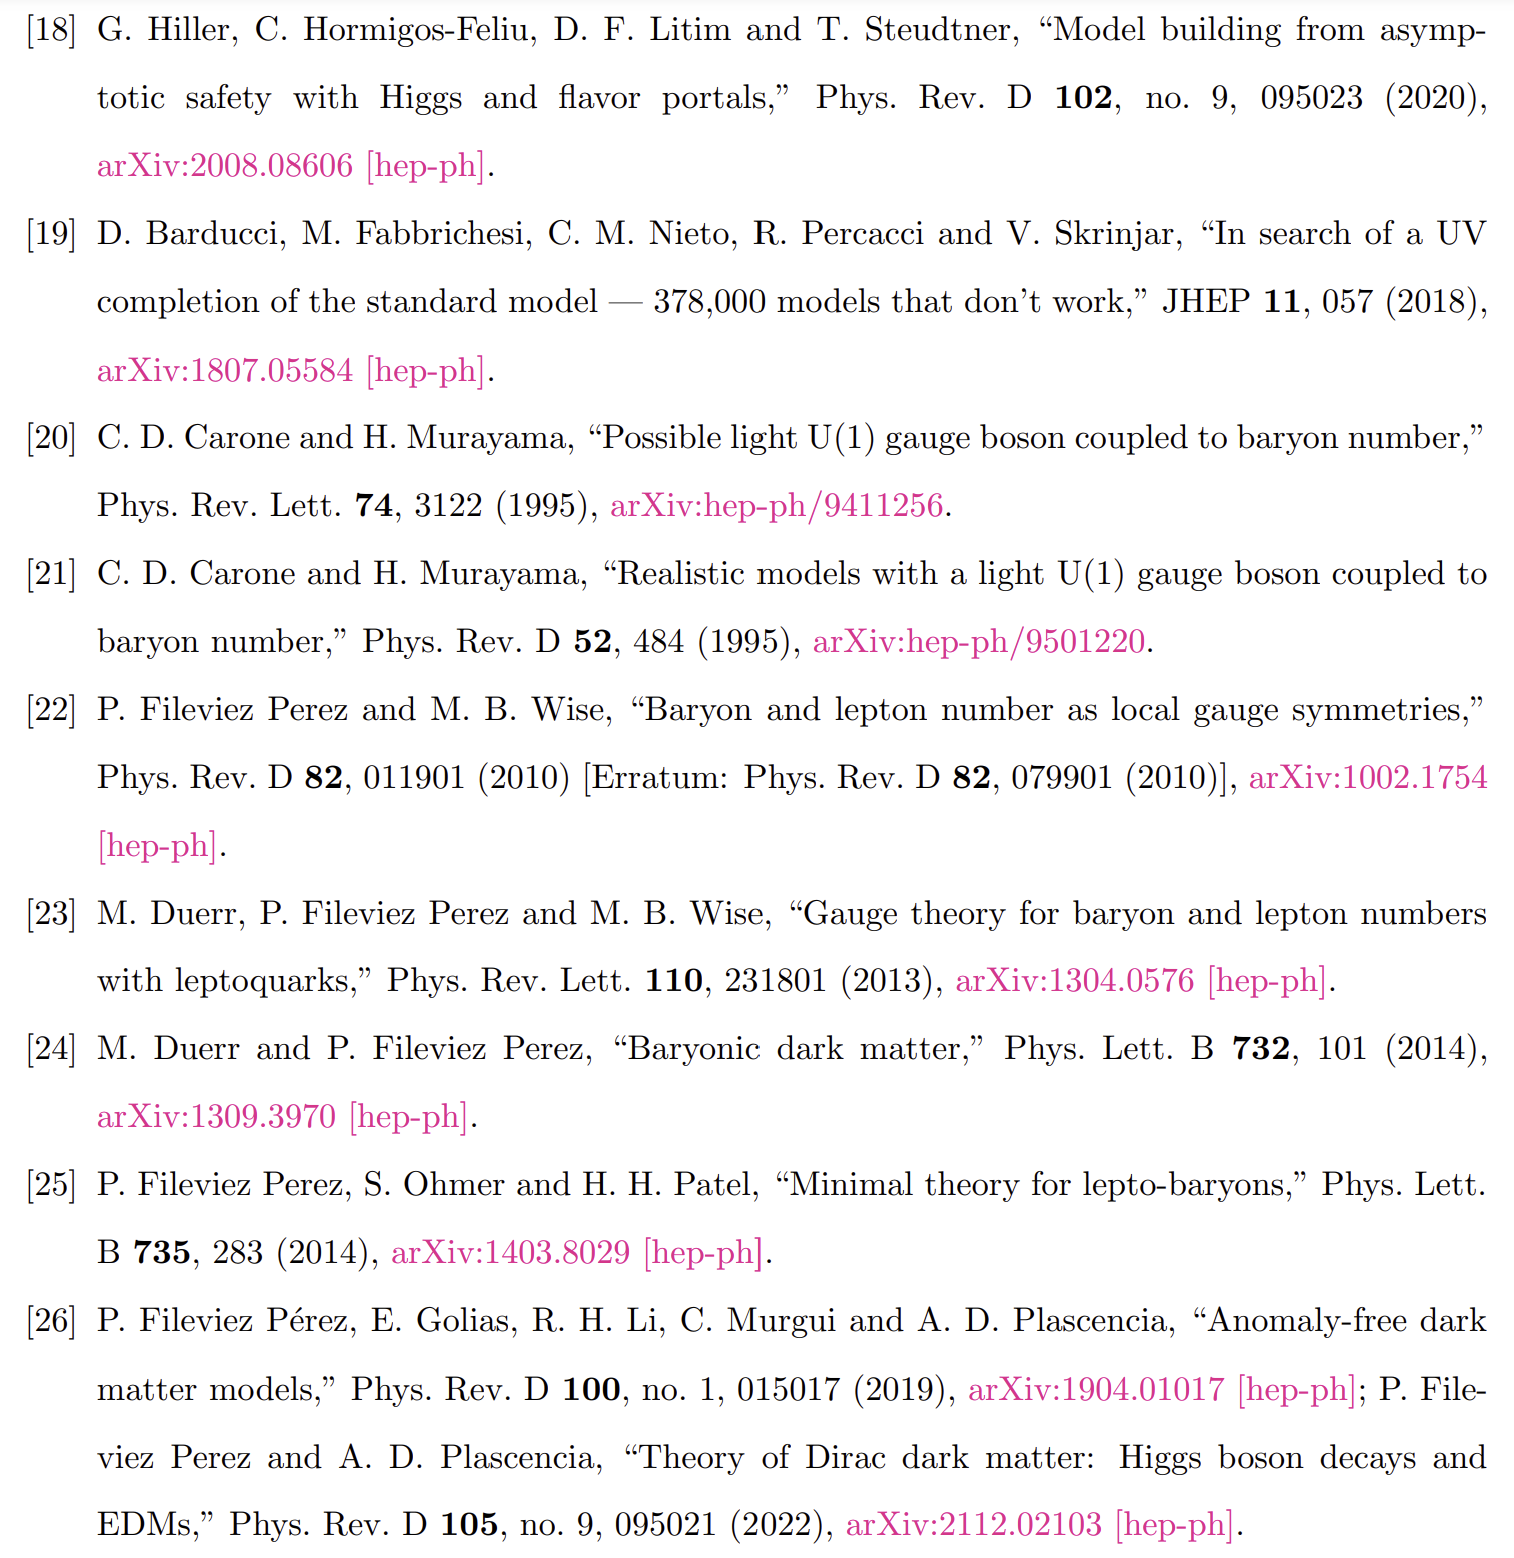 [18] G. Hiller, C. Hormigos-Feliu, D. F. Litim and T. Steudtner, “Model building from asymp-
totic safety with Higgs and flavor portals,” Phys. Rev. D 102, no. 9, 095023 (2020),
arXiv:2008.08606 [hep-ph].
[19] D. Barducci, M. Fabbrichesi, C. M. Nieto, R. Percacci and V. Skrinjar, “In search of a UV
completion of the standard model — 378,000 models that don’t work,” JHEP 11, 057 (2018),
arXiv:1807.05584 [hep-ph].
[20] C. D. Carone and H. Murayama, “Possible light U(1) gauge boson coupled to baryon number,”
Phys. Rev. Lett. 74, 3122 (1995), arXiv:hep-ph/9411256.
[21] C. D. Carone and H. Murayama, “Realistic models with a light U(1) gauge boson coupled to
baryon number,” Phys. Rev. D 52, 484 (1995), arXiv:hep-ph/9501220.
[22] P. Fileviez Perez and M. B. Wise, “Baryon and lepton number as local gauge symmetries,”
Phys. Rev. D 82, 011901 (2010) [Erratum: Phys. Rev. D 82, 079901 (2010)], arXiv:1002.1754
[hep-ph].
[23] M. Duerr, P. Fileviez Perez and M. B. Wise, “Gauge theory for baryon and lepton numbers
with leptoquarks,” Phys. Rev. Lett. 110, 231801 (2013), arXiv:1304.0576 [hep-ph].
[24] M. Duerr and P. Fileviez Perez, “Baryonic dark matter,” Phys. Lett. B 732, 101 (2014),
arXiv:1309.3970 [hep-ph].
[25] P. Fileviez Perez, S. Ohmer and H. H. Patel, “Minimal theory for lepto-baryons,” Phys. Lett.
B 735, 283 (2014), arXiv:1403.8029 [hep-ph].
[26] P. Fileviez Pérez, E. Golias, R. H. Li, C. Murgui and A. D. Plascencia, “Anomaly-free dark
matter models,” Phys. Rev. D 100, no. 1, 015017 (2019), arXiv:1904.01017 [hep-ph]; P. File-
viez Perez and A. D. Plascencia, “Theory of Dirac dark matter: Higgs boson decays and
EDMs,” Phys. Rev. D 105, no. 9, 095021 (2022), arXiv:2112.02103 [hep-ph].